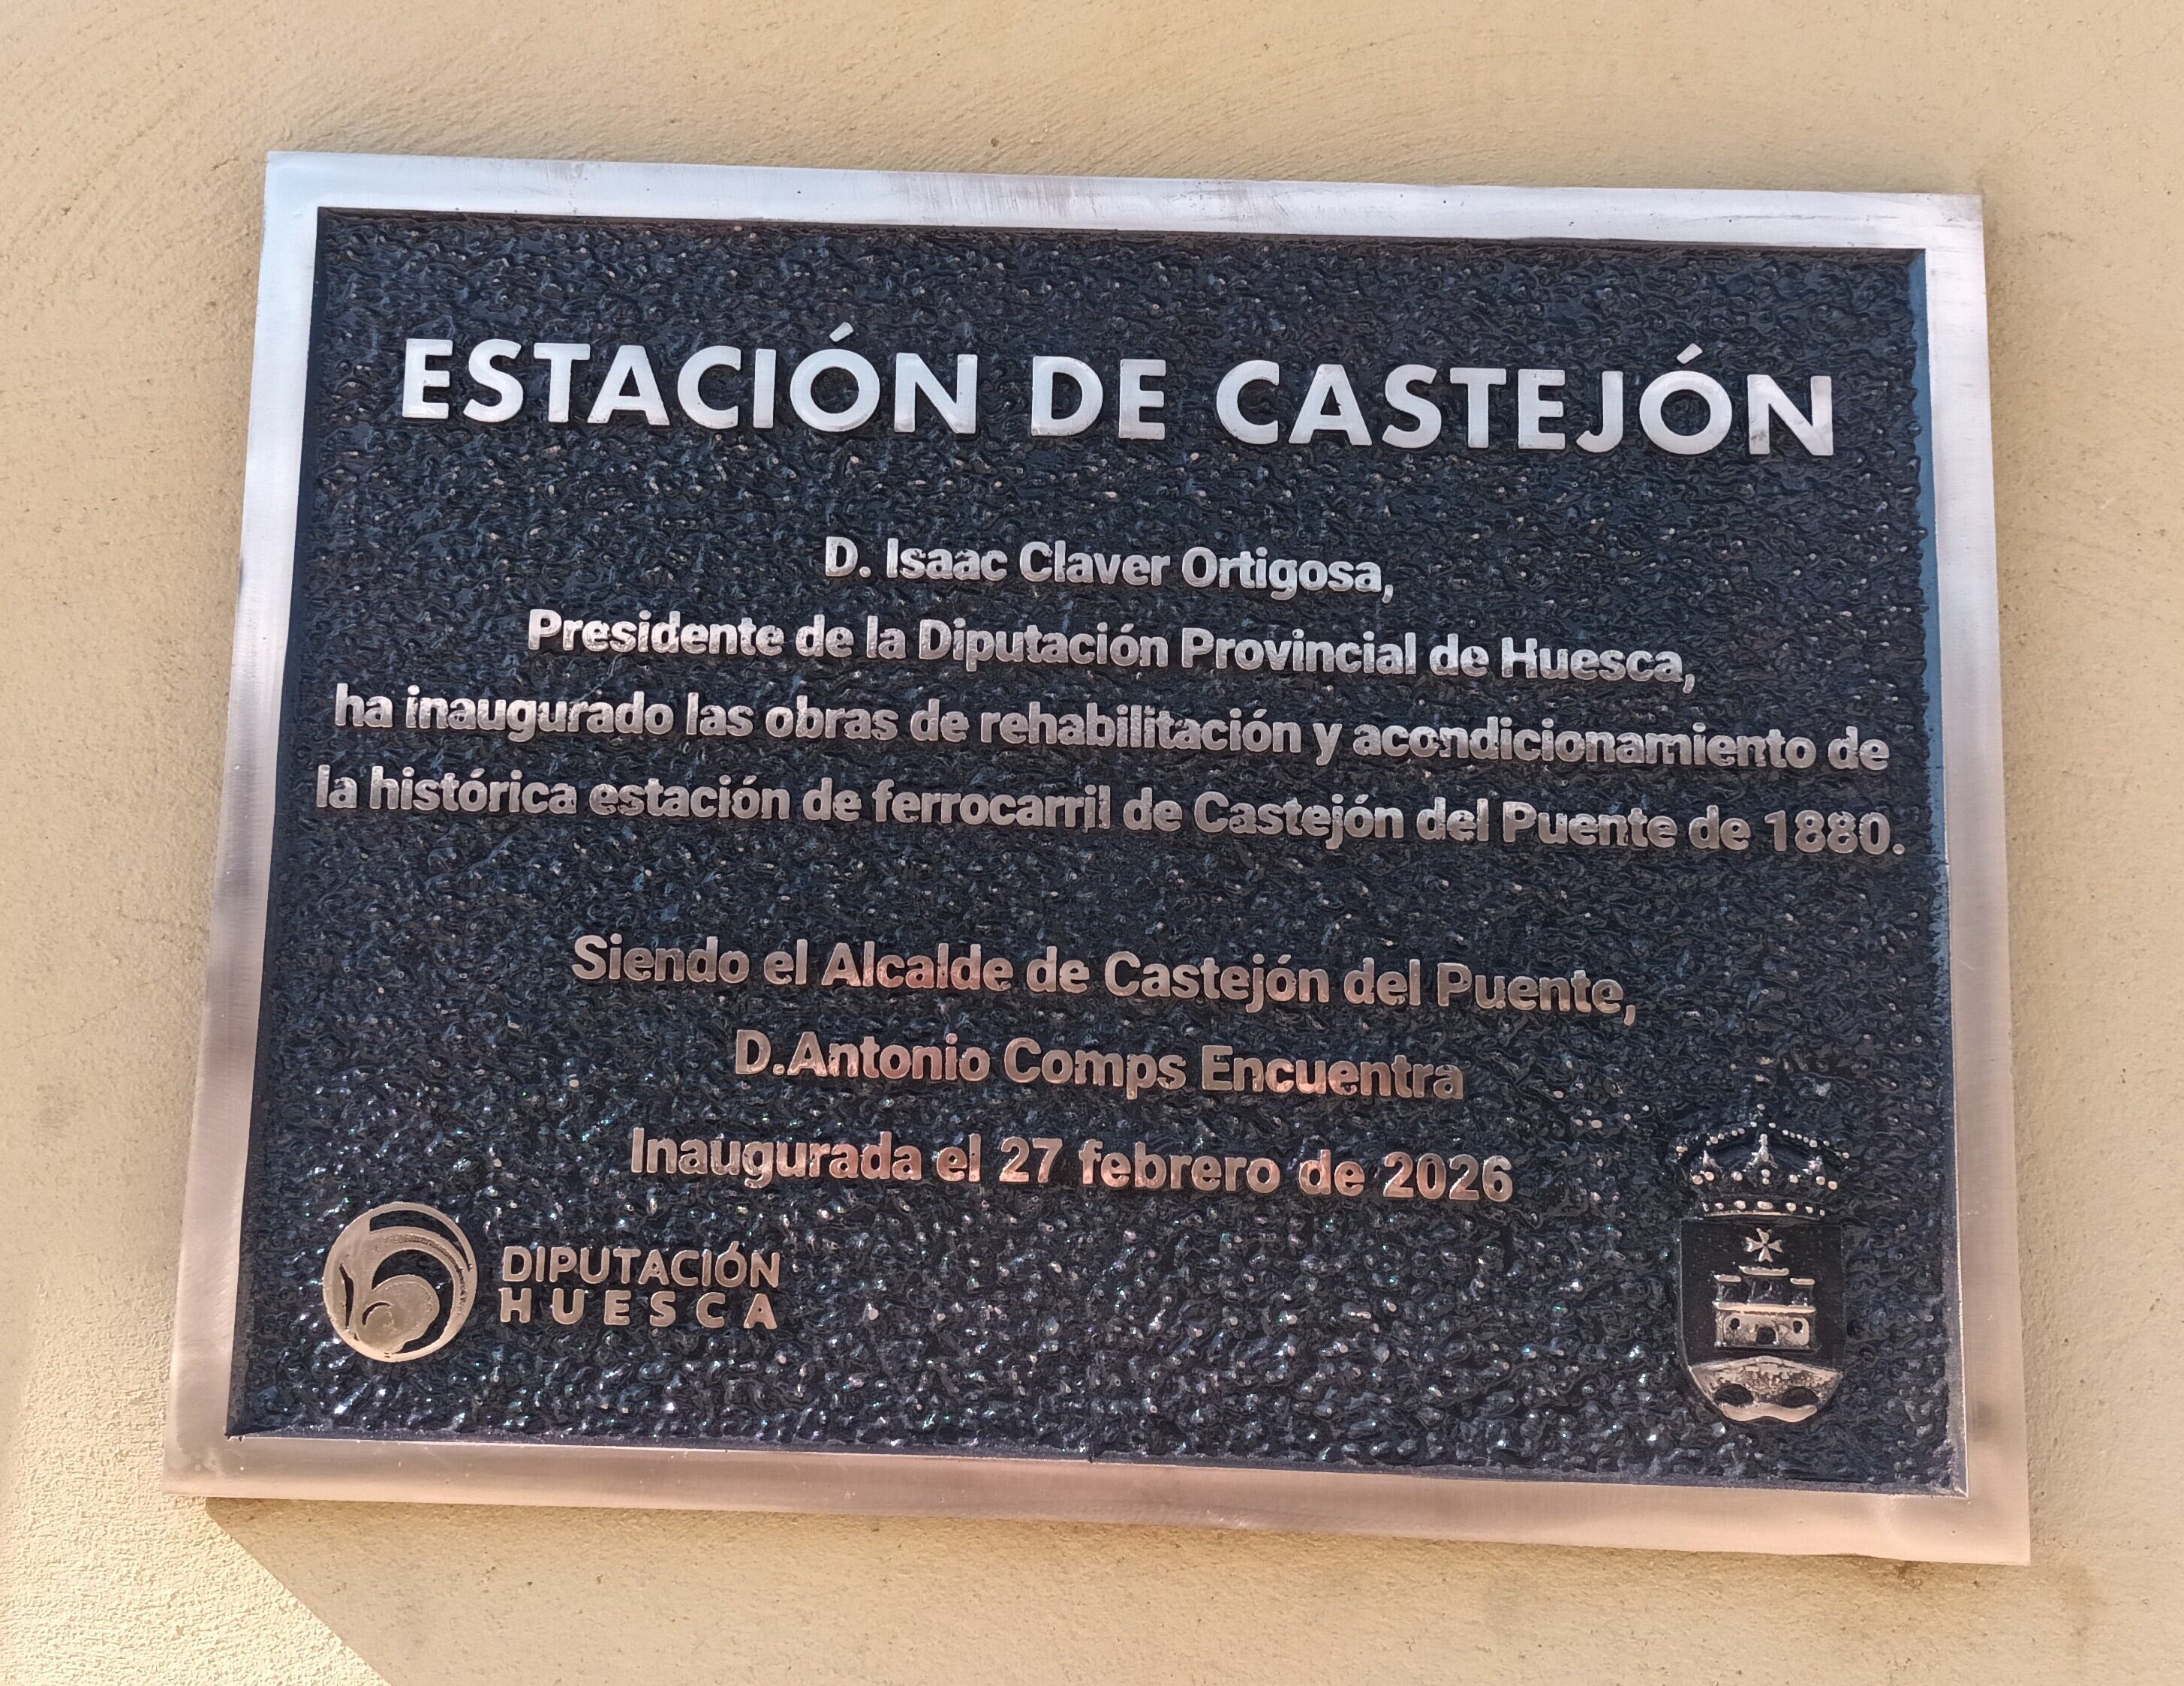 ESTACIÓN DE CASTEJÓN
D. Isaac Claver Ortigosa,
Presidente de la Diputación Provincial de Huesca,
ha inaugurado las obras de rehabilitación y acondicionamiento de
la histórica estación de ferrocarril de Castejón del Puente de 1880.
Siendo el Alcalde de Castejón del Puente,
D.Antonio Comps Encuentra
Inaugurada el 27 febrero de 2026
DIPUTACIÓN
HUESCA